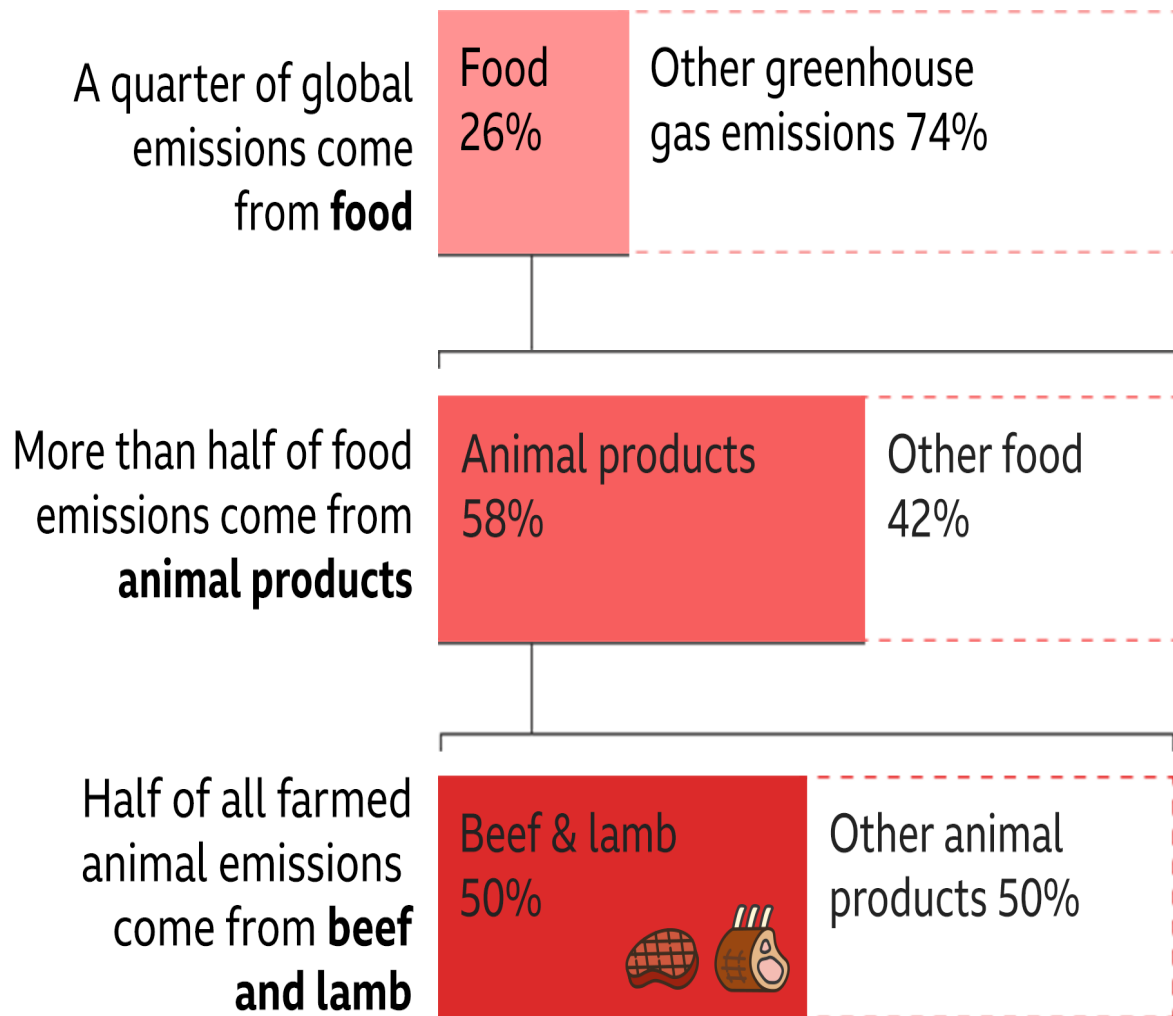 A quarter of global
emissions come
from food
Food
26%
Other greenhouse
gas emissions 74%
More than half of food
emissions come from
animal products
Animal products
58%
Other food
42%
Half of all farmed
animal emissions
come from beef
and lamb
Beef & lamb
50%
Other animal
products 50%